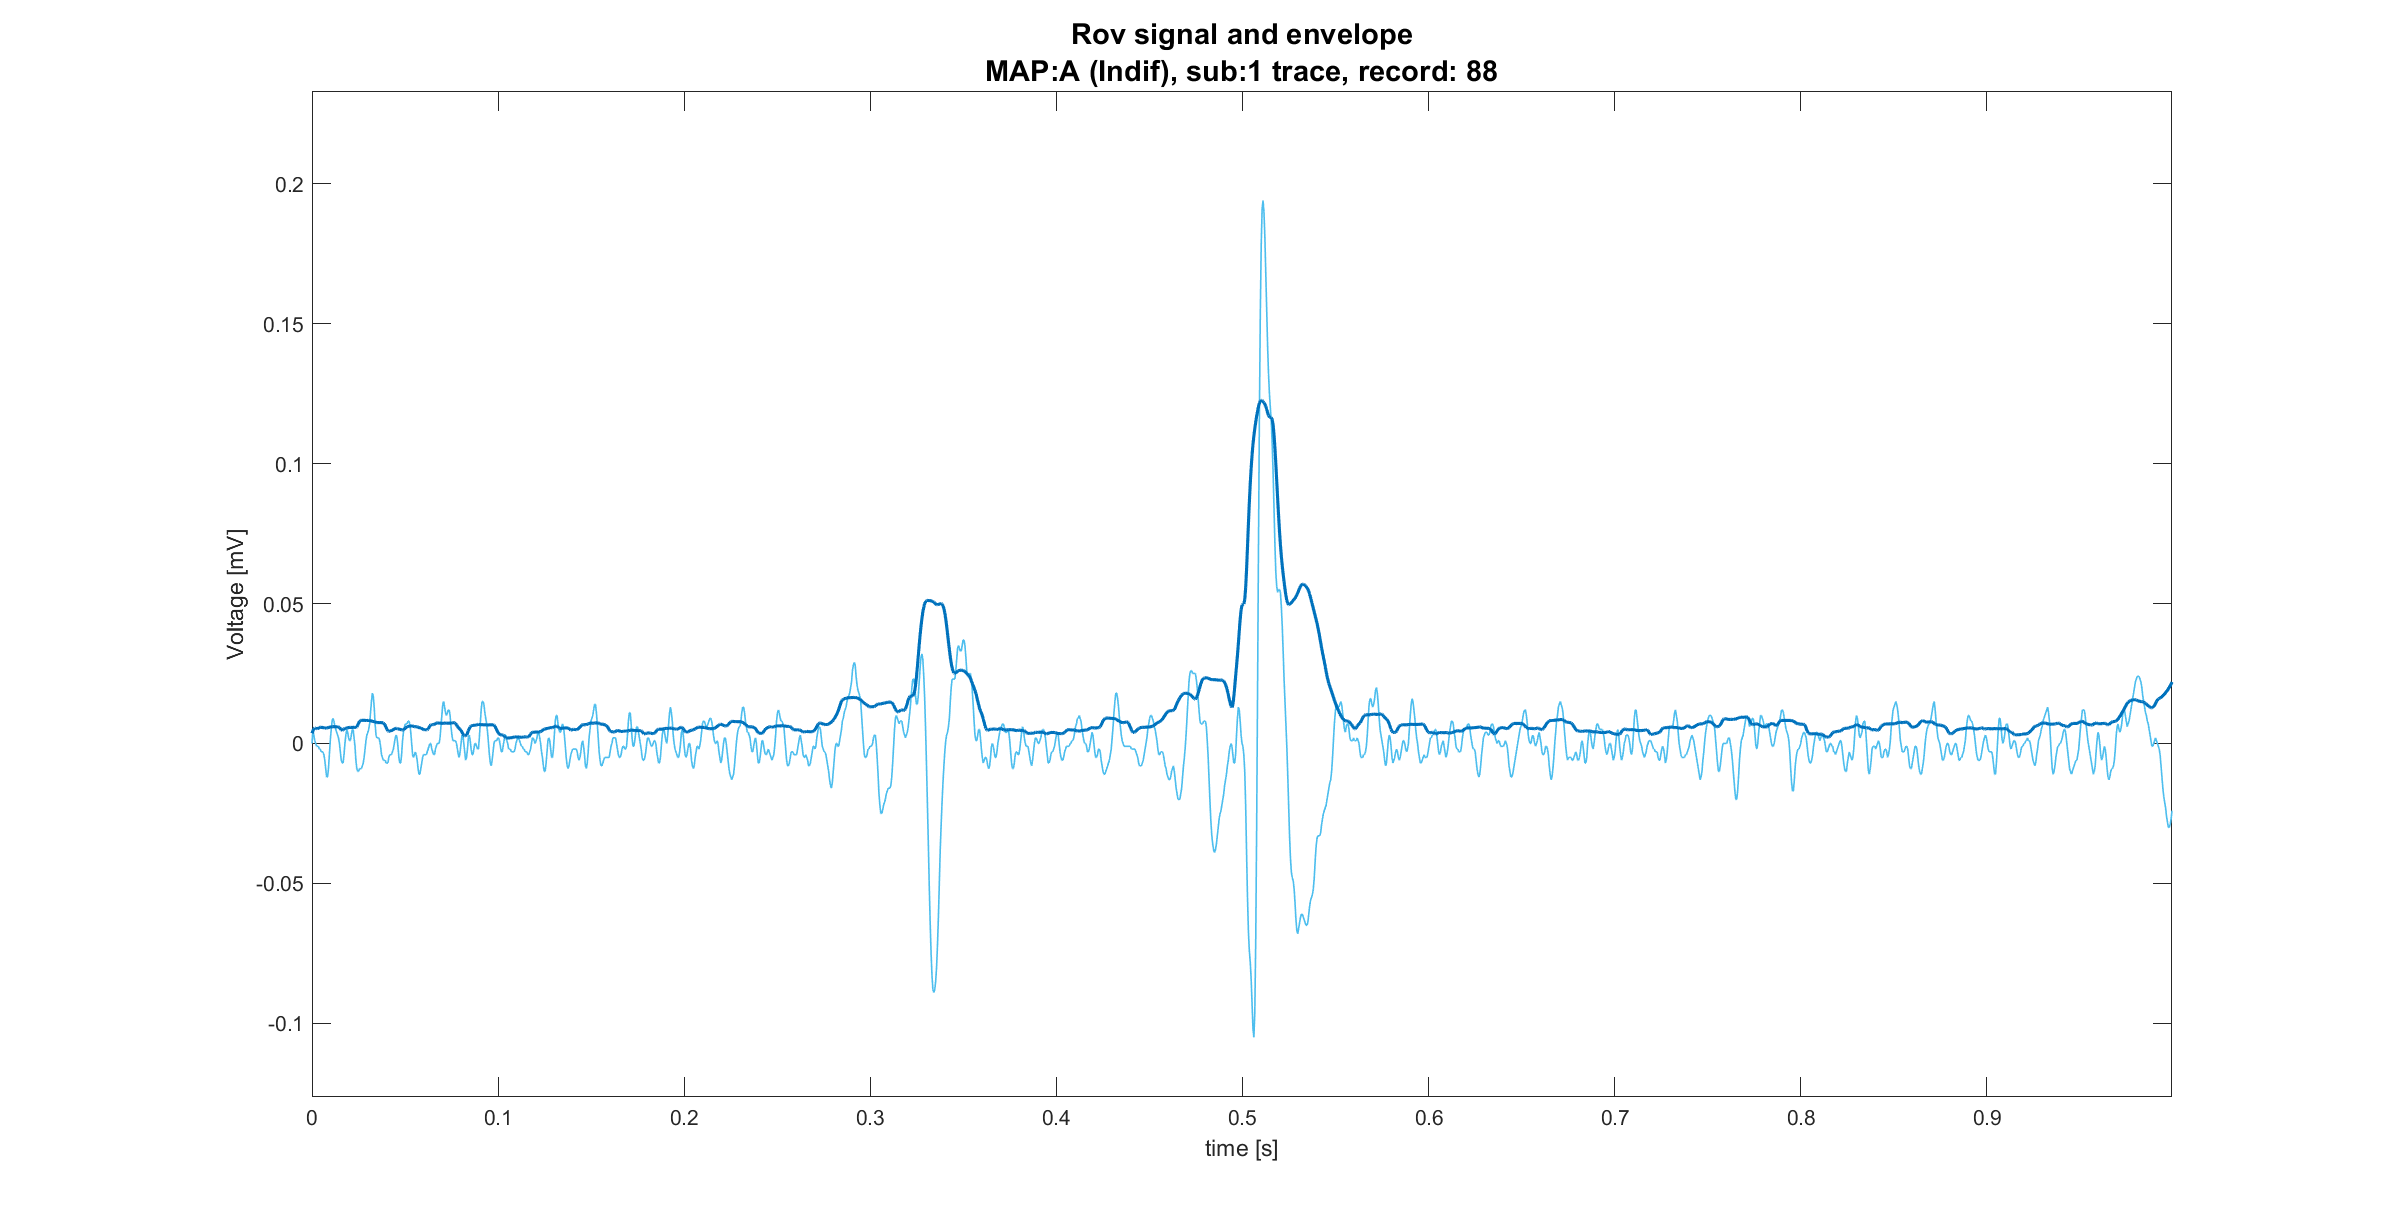 Rov signal and envelope
MAP:A (Indif), sub:1 trace, record: 88
Voltage [mV]
0.2
0.15
0.1
0.05
0
-0.05
-0.1
0 0.1 0.2 0.3 0.4 0.5 0.6 0.7 0.8 0.9
time [s]